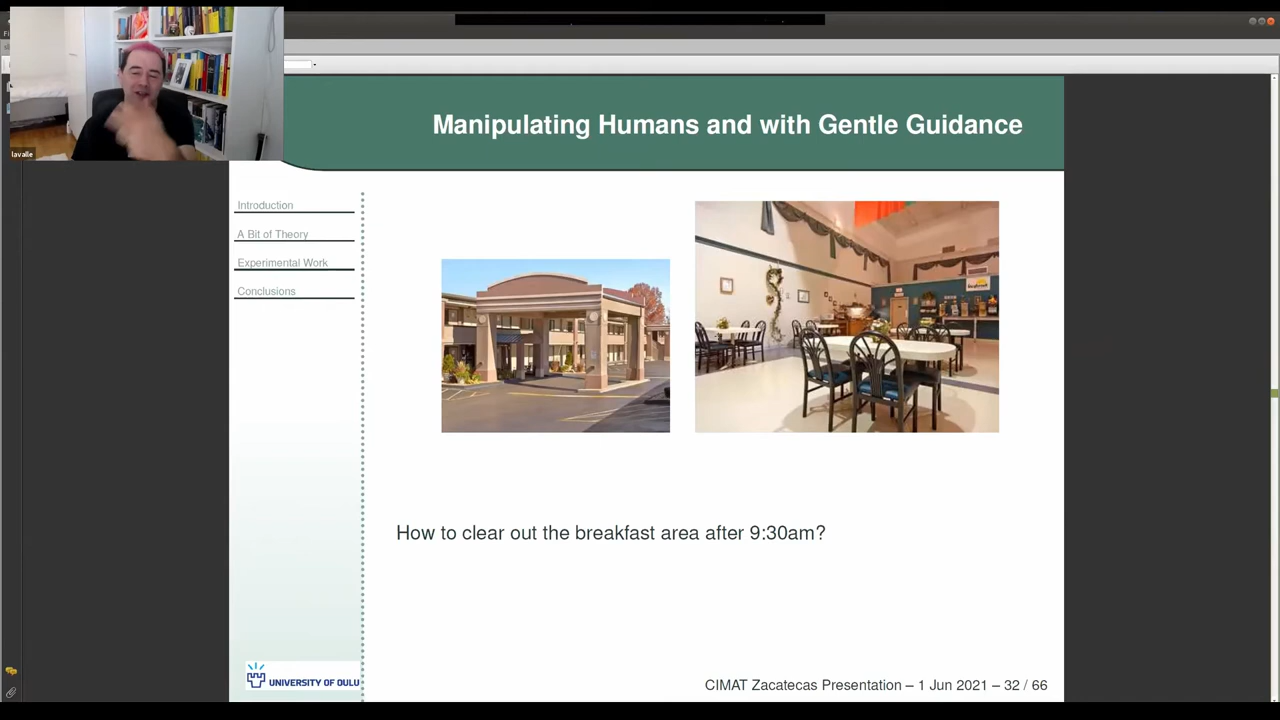 lavalle
Manipulating Humans and with Gentle Guidance
Introduction
A Bit of Theory
Experimental Work
Conclusions
How to clear out the breakfast area after 9:30am?
UNIVERSITY OF OULU
CIMAT Zacatecas Presentation – 1 Jun 2021 – 32 / 66